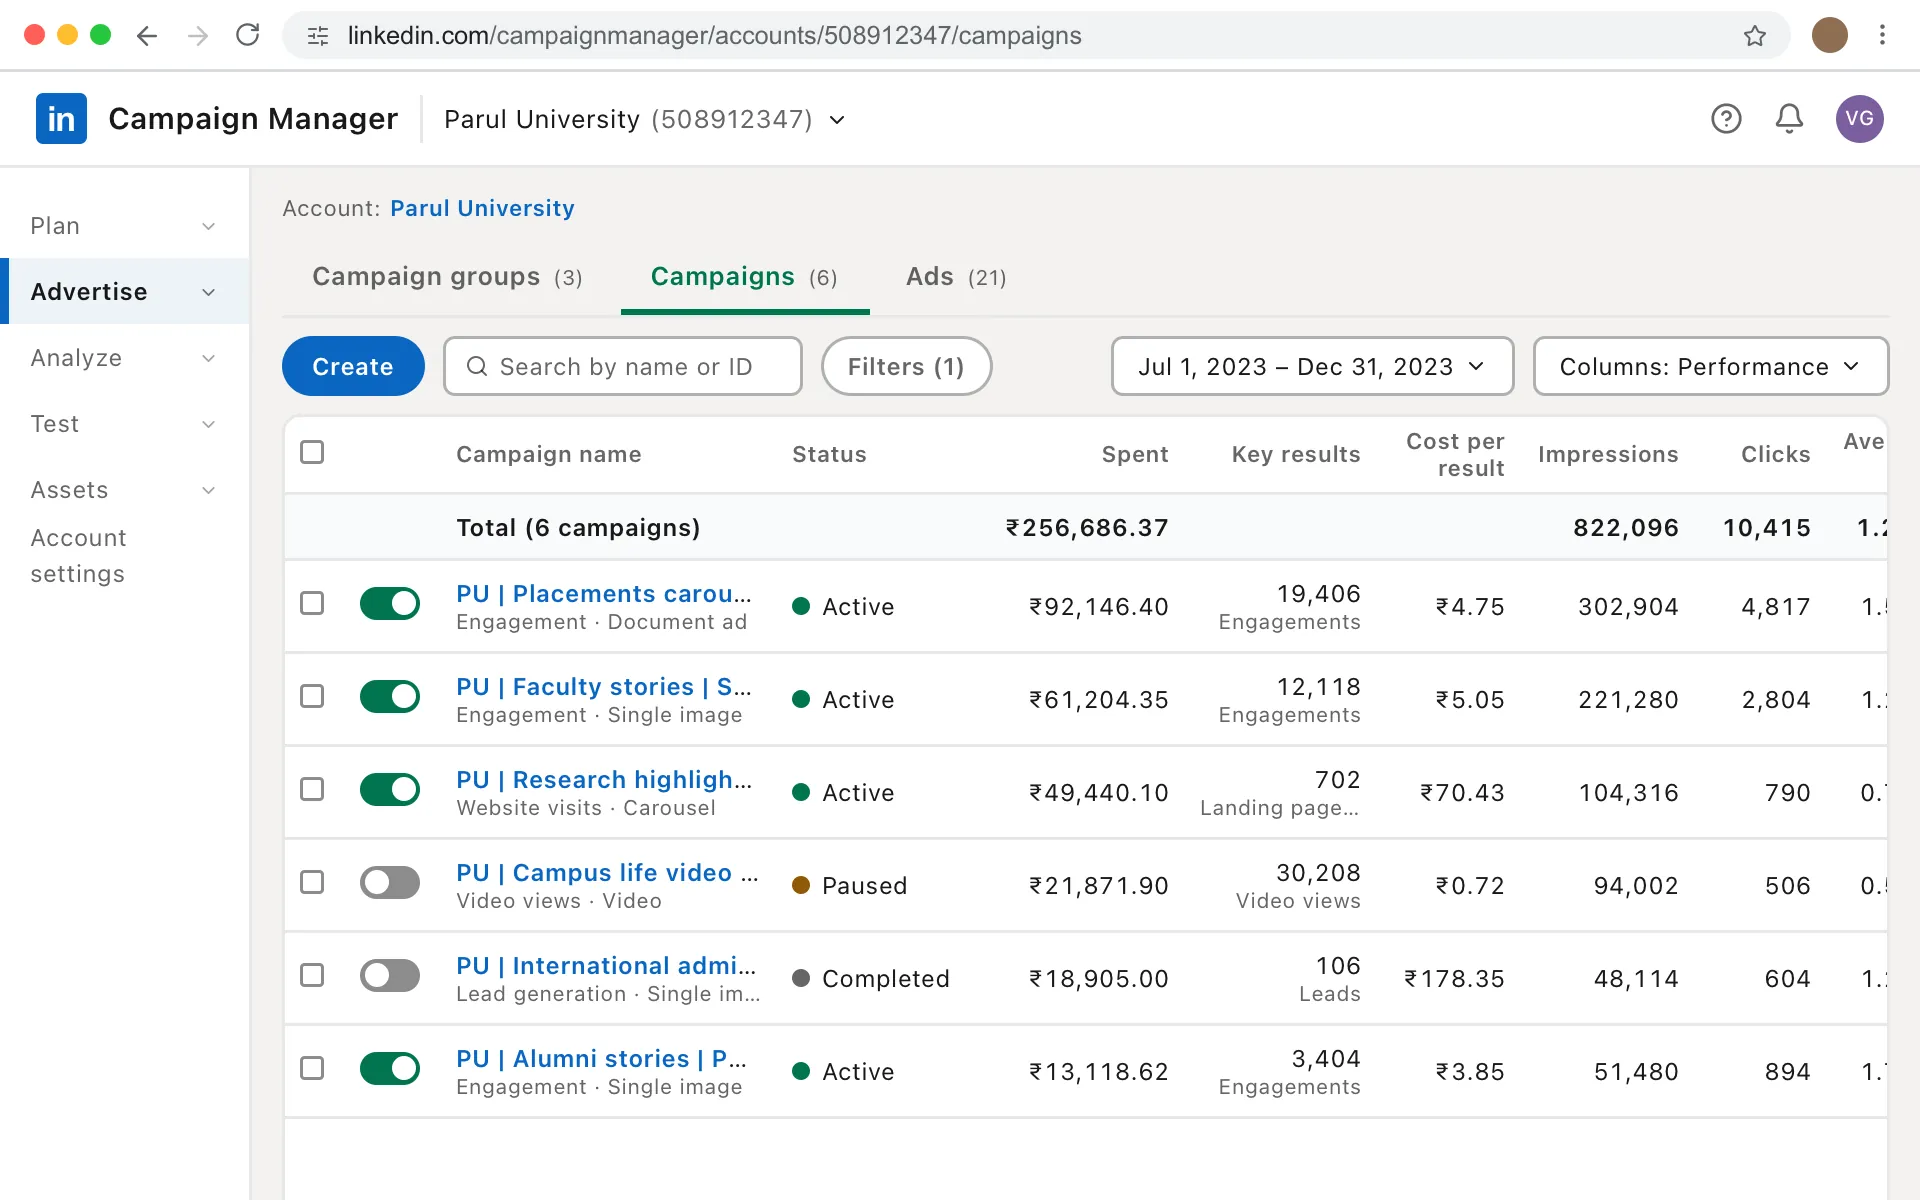 linkedin.com/campaignmanager/accounts/508912347/campaigns
in Campaign Manager Parul University (508912347) VG
Plan
Advertise
Analyze
Test
Assets
Account
settings
Account: Parul University
Campaign groups (3) Campaigns (6) Ads (21)
Create Search by name or ID Filters (1) Jul 1, 2023 – Dec 31, 2023 Columns: Performance
Campaign name Status Spent Key results Cost per result Impressions Clicks Ave
Total (6 campaigns) ₹256,686.37 822,096 10,415
PU | Placements carou... Active ₹92,146.40 19,406 ₹4.75 302,904 4,817
Engagement · Document ad Engagements
PU | Faculty stories | S... Active ₹61,204.35 12,118 ₹5.05 221,280 2,804
Engagement · Single image Engagements
PU | Research highligh... Active ₹49,440.10 702 ₹70.43 104,316 790
Website visits · Carousel Landing page...
PU | Campus life video ... Paused ₹21,871.90 30,208 ₹0.72 94,002 506
Video views · Video Video views
PU | International admi... Completed ₹18,905.00 106 ₹178.35 48,114 604
Lead generation · Single im... Leads
PU | Alumni stories | P... Active ₹13,118.62 3,404 ₹3.85 51,480 894
Engagement · Single image Engagements